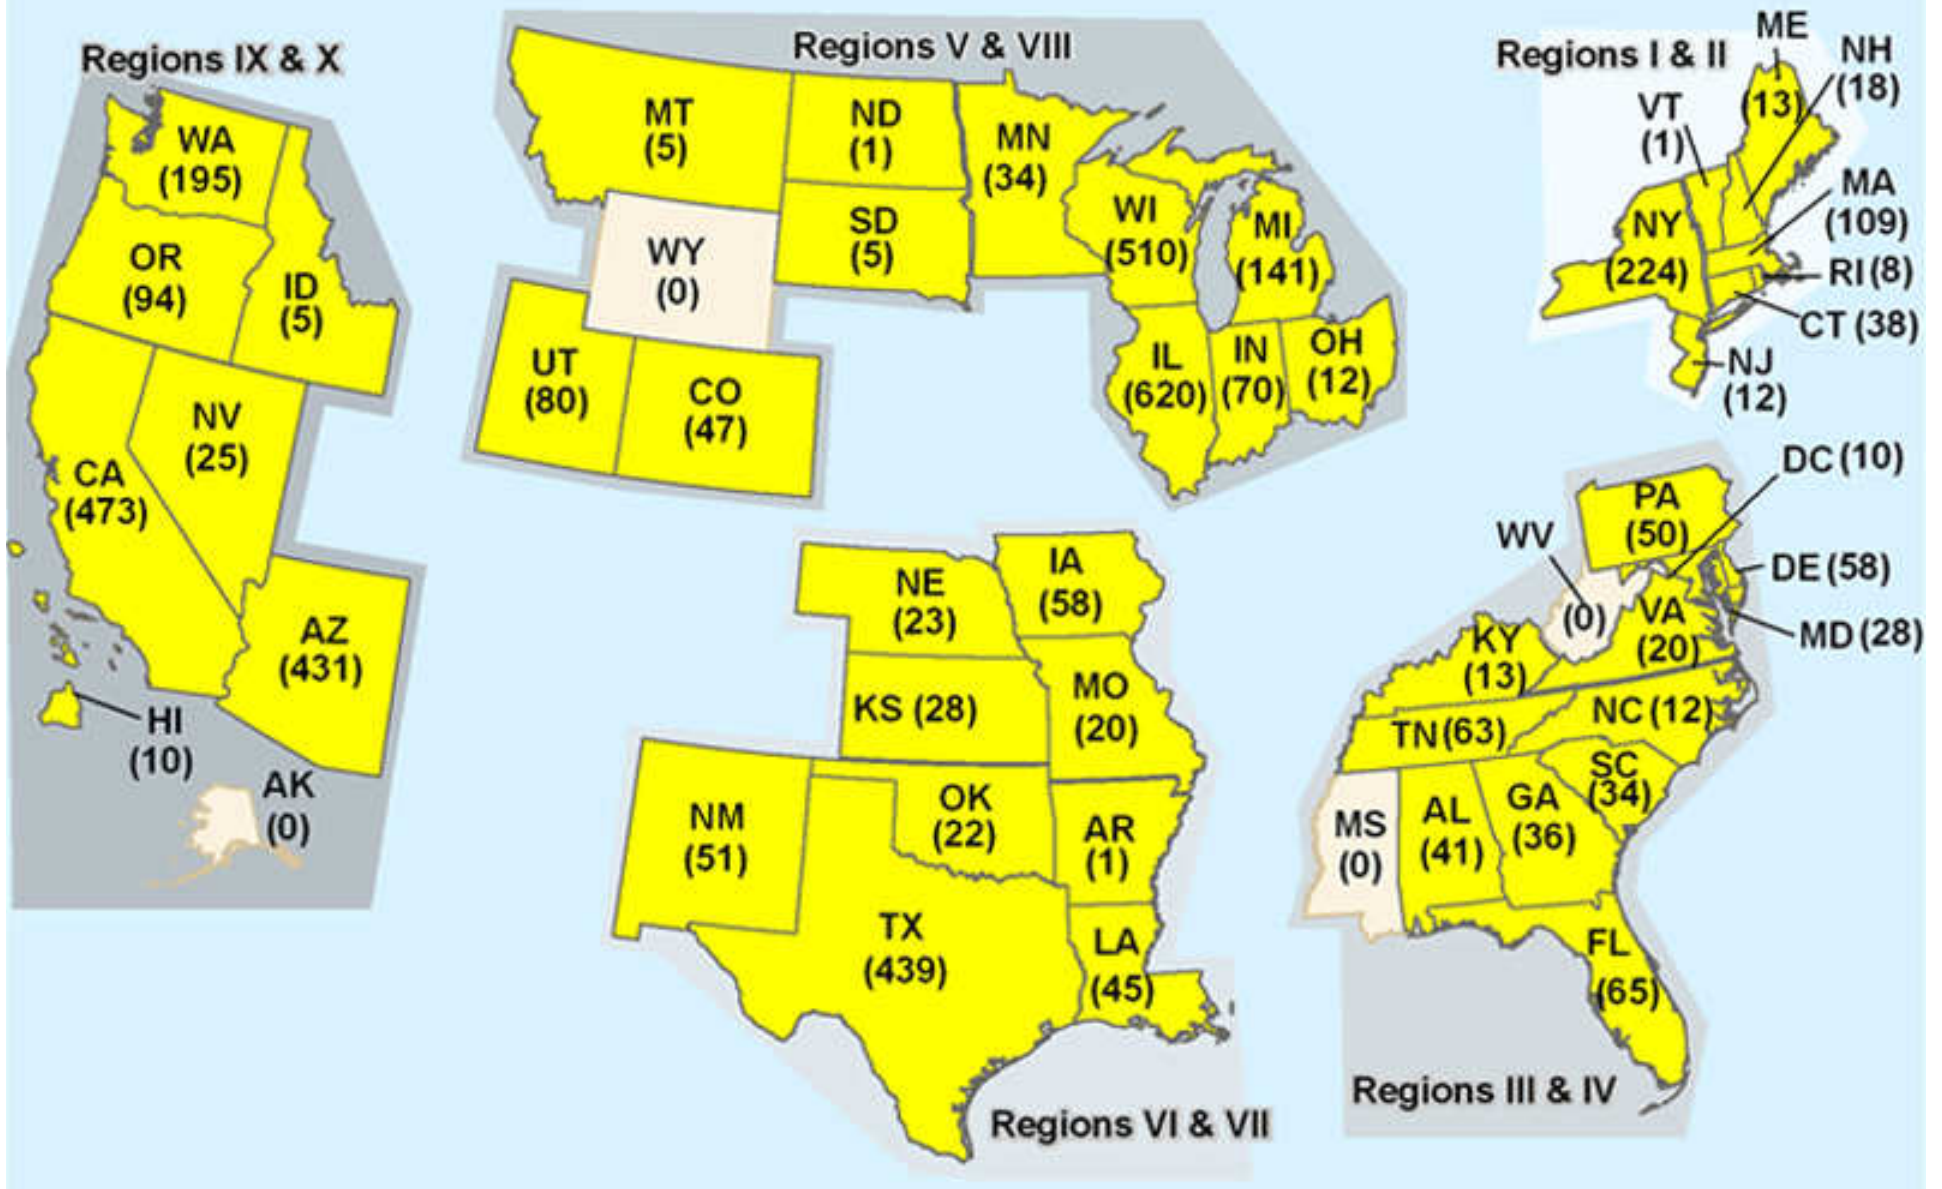 Regions IX & X
WA
(195)
OR
(94)
ID
(5)
NV
(25)
CA
(473)
AZ
(431)
HI
(10)
AK
(0)
Regions V & VIII
MT
(5)
ND
(1)
MN
(34)
SD
(5)
WY
(0)
WI
(510)
MI
(141)
UT
(80)
CO
(47)
IL
(620)
IN
(70)
OH
(12)
Regions I & II
ME
(13)
NH
(18)
VT
(1)
MA
(109)
NY
(224)
RI (8)
CT (38)
NJ
(12)
NE
(23)
IA
(58)
KS (28)
MO
(20)
NM
(51)
OK
(22)
AR
(1)
TX
(439)
LA
(45)
Regions VI & VII
DC (10)
PA
(50)
WV
(0)
DE (58)
VA
(20)
MD (28)
KY
(13)
NC (12)
TN (63)
SC
(34)
MS
(0)
AL
(41)
GA
(36)
FL
(65)
Regions III & IV